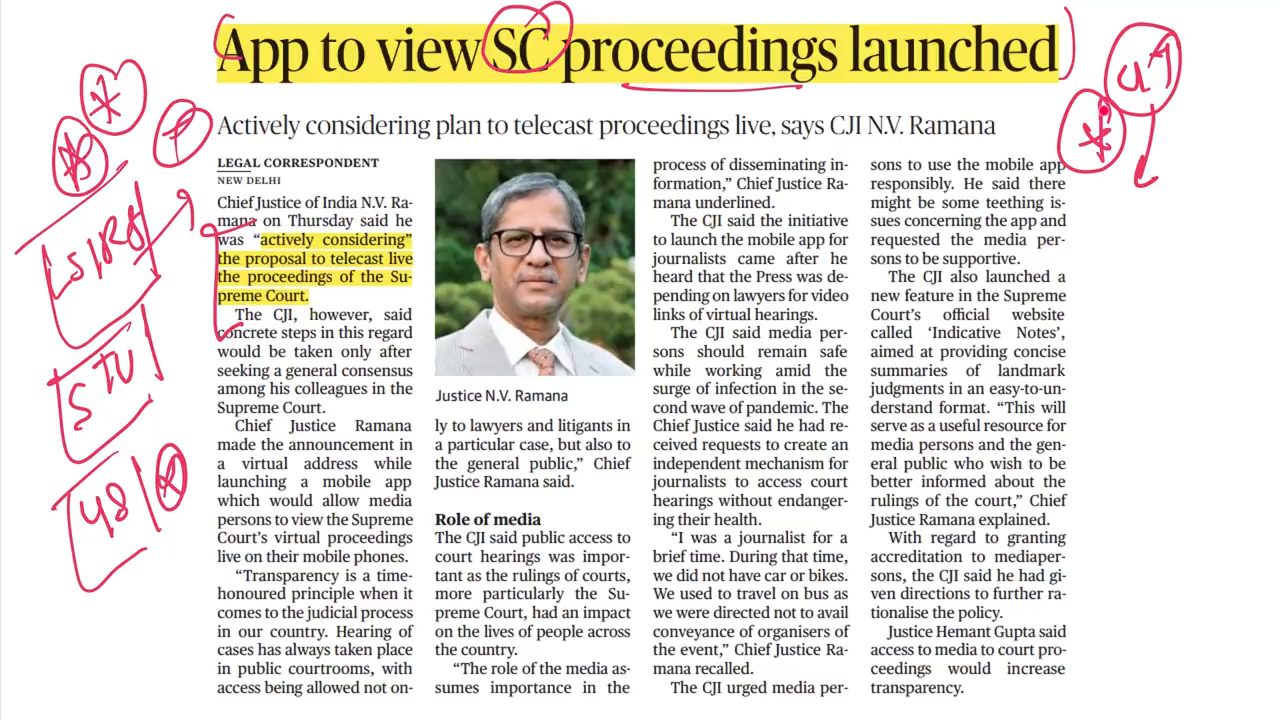 App to view SC proceedings launched
Actively considering plan to telecast proceedings live, says CJI N.V. Ramana
LEGAL CORRESPONDENT
NEW DELHI
Chief Justice of India N.V. Ra-
mana on Thursday said he
was “actively considering”
the proposal to telecast live
the proceedings of the Su-
preme Court.
The CJI, however, said
concrete steps in this regard
would be taken only after
seeking a general consensus
among his colleagues in the
Supreme Court.
Chief Justice Ramana
made the announcement in
a virtual address while
launching a mobile app
which would allow media
persons to view the Supreme
Court’s virtual proceedings
live on their mobile phones.
“Transparency is a time-
honoured principle when it
comes to the judicial process
in our country. Hearing of
cases has always taken place
in public courtrooms, with
access being allowed not on-
Justice N.V. Ramana
ly to lawyers and litigants in
a particular case, but also to
the general public,” Chief
Justice Ramana said.
Role of media
The CJI said public access to
court hearings was impor-
tant as the rulings of courts,
more particularly the Su-
preme Court, had an impact
on the lives of people across
the country.
“The role of the media as-
sumes importance in the
process of disseminating in-
formation,” Chief Justice Ra-
mana underlined.
The CJI said the initiative
to launch the mobile app for
journalists came after he
heard that the Press was de-
pending on lawyers for video
links of virtual hearings.
The CJI said media per-
sons should remain safe
while working amid the
surge of infection in the se-
cond wave of pandemic. The
Chief Justice said he had re-
ceived requests to create an
independent mechanism for
journalists to access court
hearings without endanger-
ing their health.
“I was a journalist for a
brief time. During that time,
we did not have car or bikes.
We used to travel on bus as
we were directed not to avail
conveyance of organisers of
the event,” Chief Justice Ra-
mana recalled.
The CJI urged media per-
sons to use the mobile app
responsibly. He said there
might be some teething is-
sues concerning the app and
requested the media per-
sons to be supportive.
The CJI also launched a
new feature in the Supreme
Court’s official website
called ‘Indicative Notes’,
aimed at providing concise
summaries of landmark
judgments in an easy-to-un-
derstand format. “This will
serve as a useful resource for
media persons and the gen-
eral public who wish to be
better informed about the
rulings of the court,” Chief
Justice Ramana explained.
With regard to granting
accreditation to mediaper-
sons, the CJI said he had gi-
ven directions to further ra-
tionalise the policy.
Justice Hemant Gupta said
access to media to court pro-
ceedings would increase
transparency.